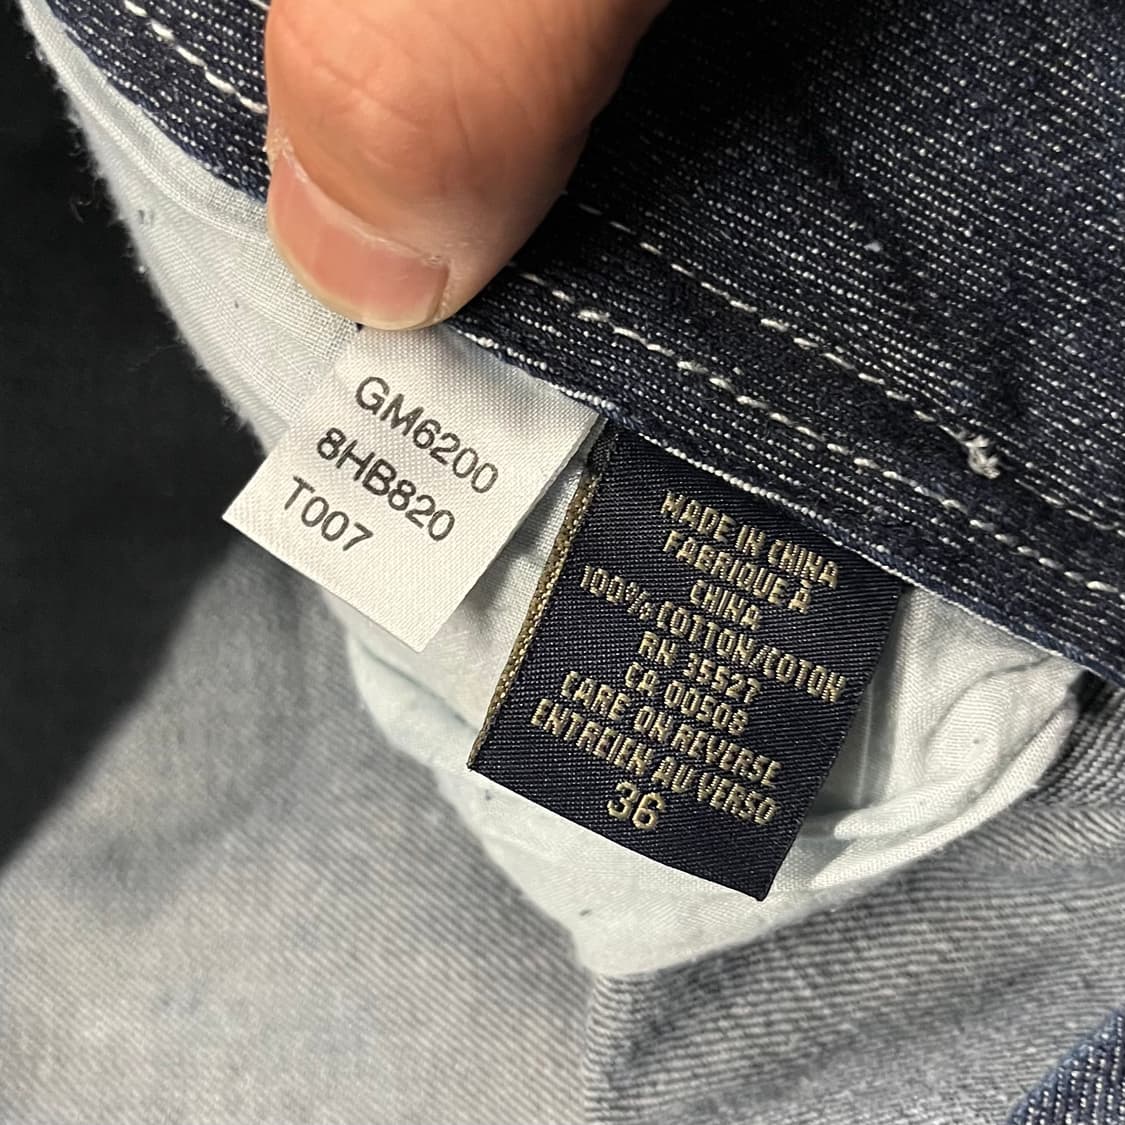 GM6200
8HB820
T007
MADE IN CHINA
FABRIQUE À
CHINA
100% COTTON/COTON
RN 35527
CA 00508
CARE ON REVERSE
ENTREIEN AU VERSO
36